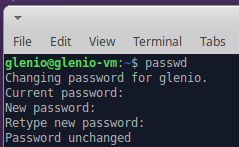 File Edit View Terminal Tabs
glenio@glenio-vm:~$ passwd
Changing password for glenio.
Current password:
New password:
Retype new password:
Password unchanged